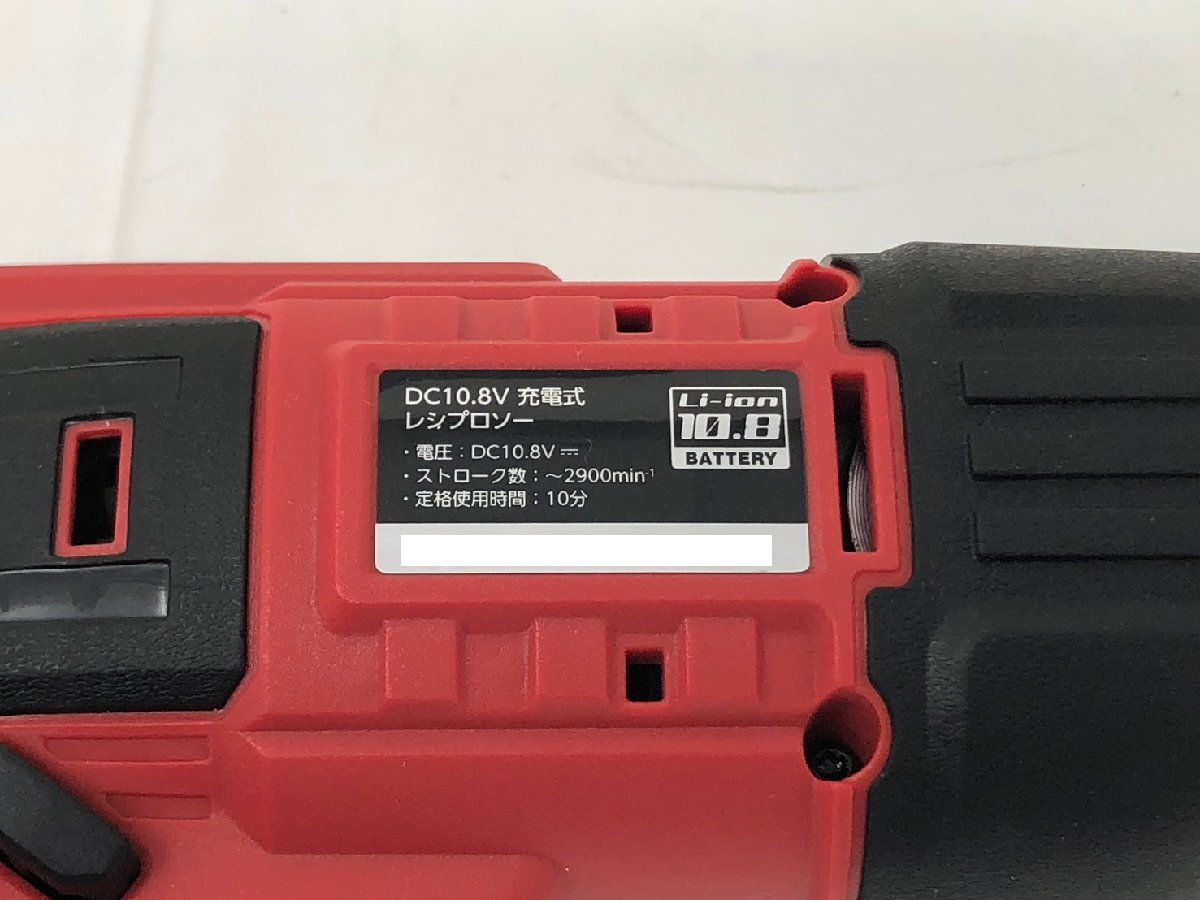 DC10.8V 充電式
レシプロソー
・電圧：DC10.8V ⎓
・ストローク数：～2900min⁻¹
・定格使用時間：10分
Li-ion
10.8
BATTERY